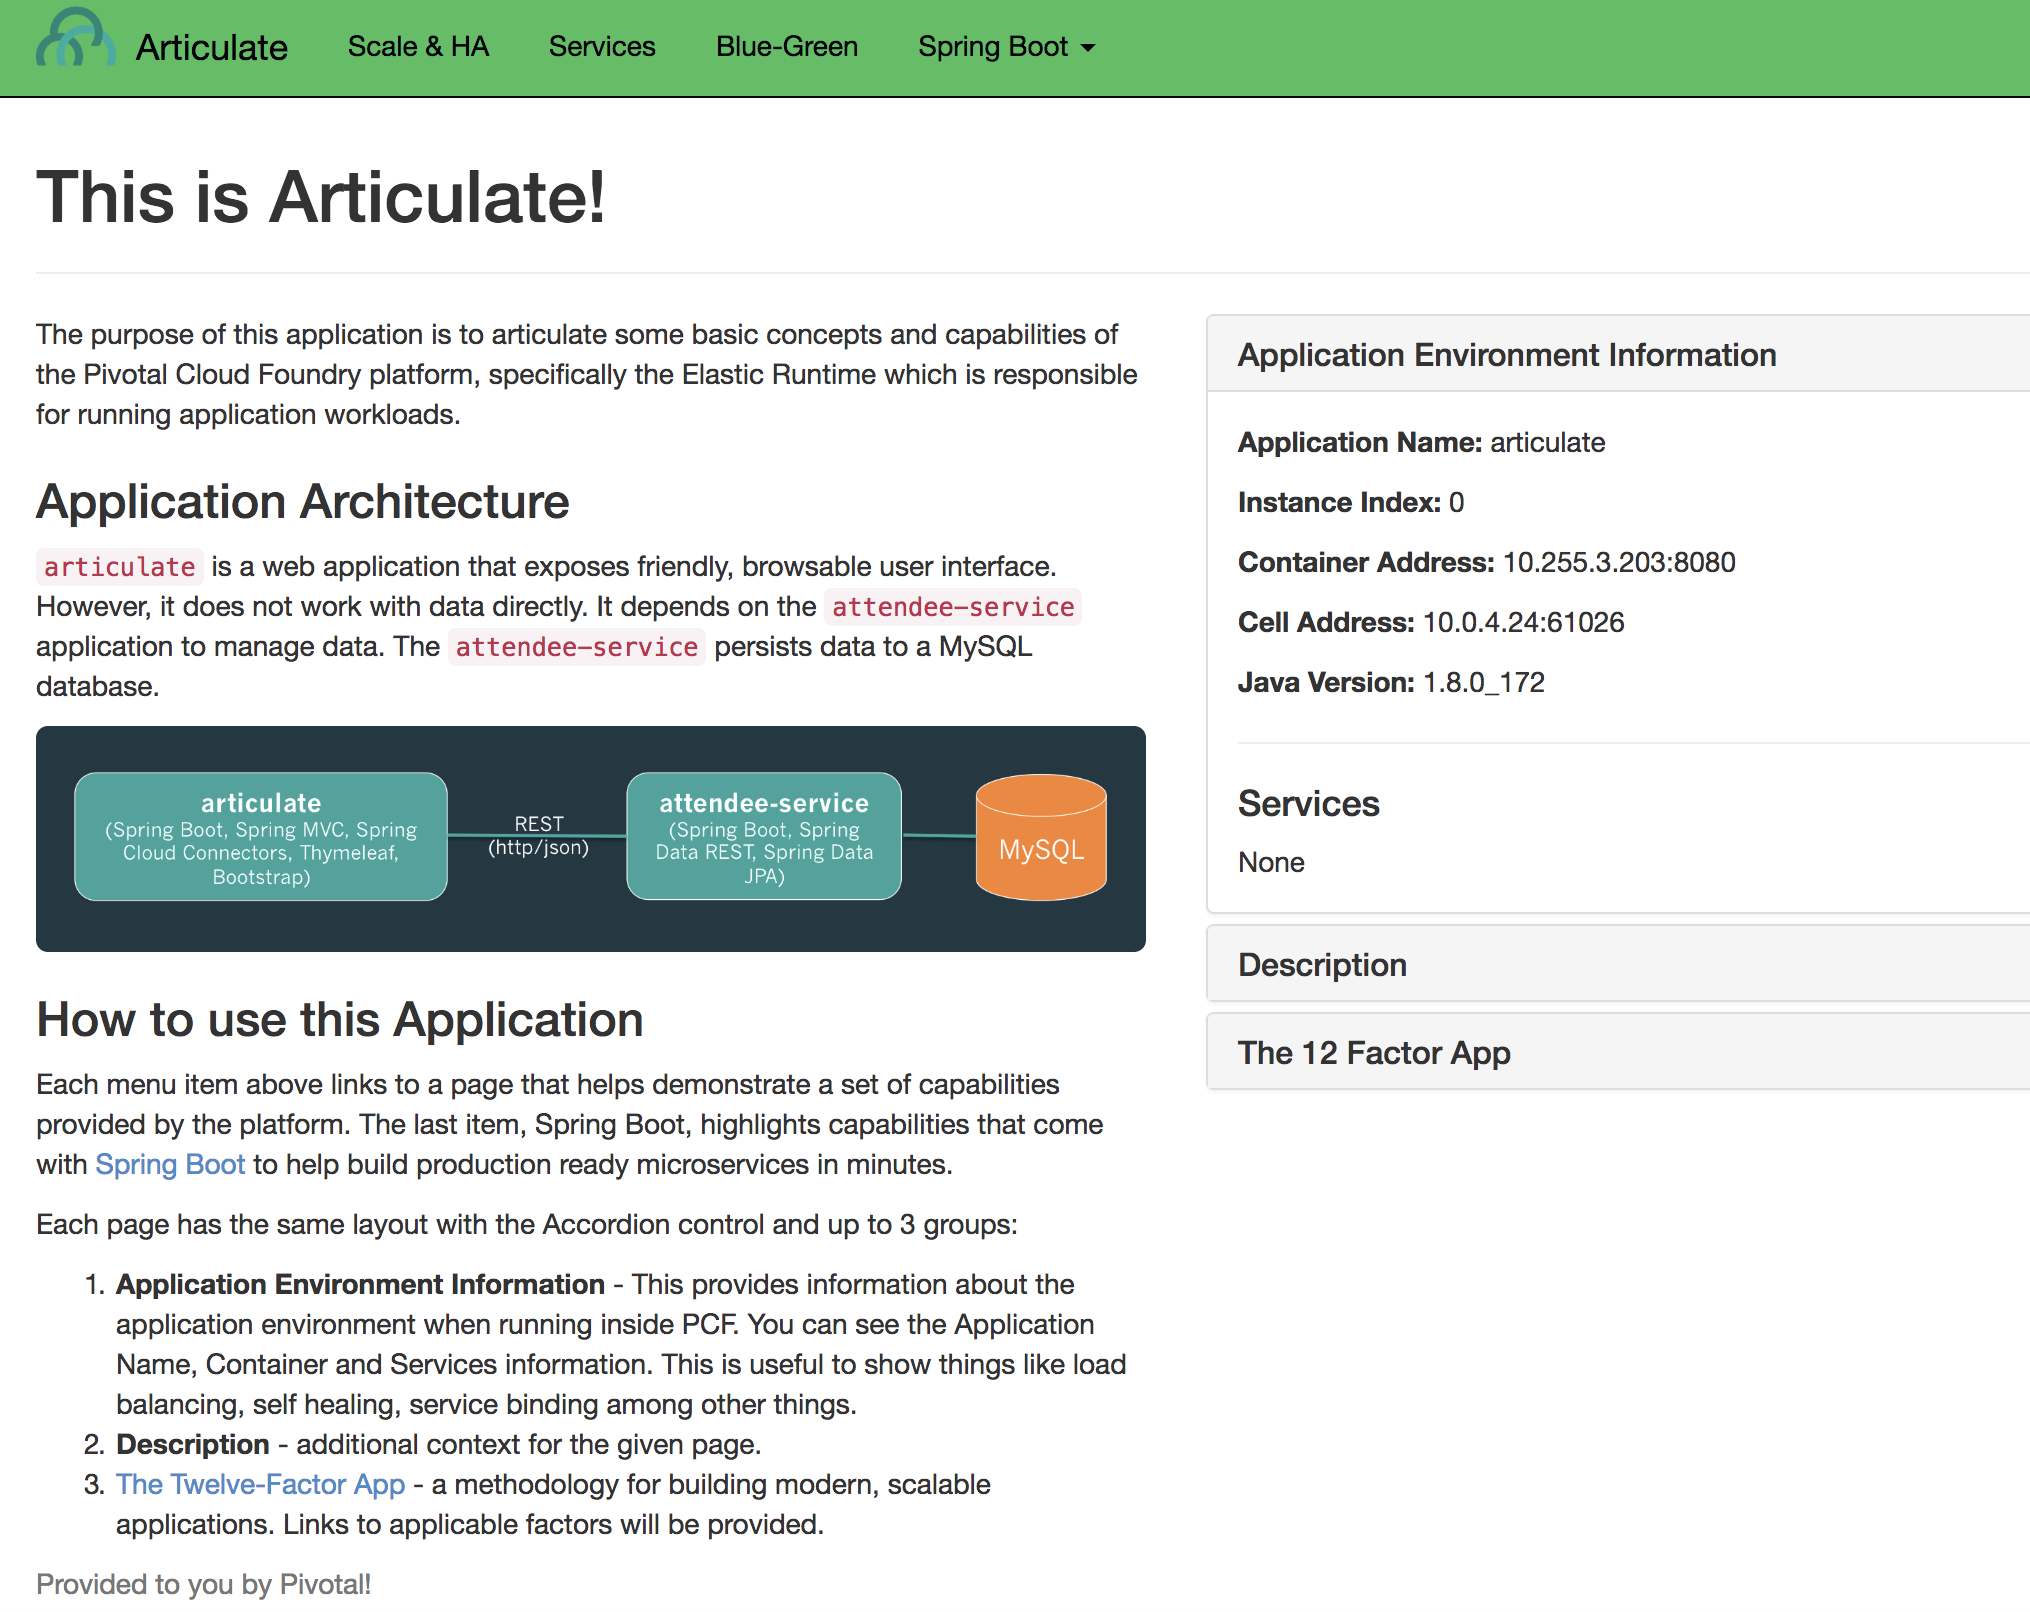 Articulate Scale & HA Services Blue-Green Spring Boot
This is Articulate!
The purpose of this application is to articulate some basic concepts and capabilities of
the Pivotal Cloud Foundry platform, specifically the Elastic Runtime which is responsible
for running application workloads.
Application Architecture
articulate is a web application that exposes friendly, browsable user interface.
However, it does not work with data directly. It depends on the attendee-service
application to manage data. The attendee-service persists data to a MySQL
database.
articulate
(Spring Boot, Spring MVC, Spring
Cloud Connectors, Thymeleaf,
Bootstrap)
REST
(http/json)
attendee-service
(Spring Boot, Spring
Data REST, Spring Data
JPA)
MySQL
How to use this Application
Each menu item above links to a page that helps demonstrate a set of capabilities
provided by the platform. The last item, Spring Boot, highlights capabilities that come
with Spring Boot to help build production ready microservices in minutes.
Each page has the same layout with the Accordion control and up to 3 groups:
1. Application Environment Information - This provides information about the
application environment when running inside PCF. You can see the Application
Name, Container and Services information. This is useful to show things like load
balancing, self healing, service binding among other things.
2. Description - additional context for the given page.
3. The Twelve-Factor App - a methodology for building modern, scalable
applications. Links to applicable factors will be provided.
Provided to you by Pivotal!
Application Environment Information
Application Name: articulate
Instance Index: 0
Container Address: 10.255.3.203:8080
Cell Address: 10.0.4.24:61026
Java Version: 1.8.0_172
Services
None
Description
The 12 Factor App